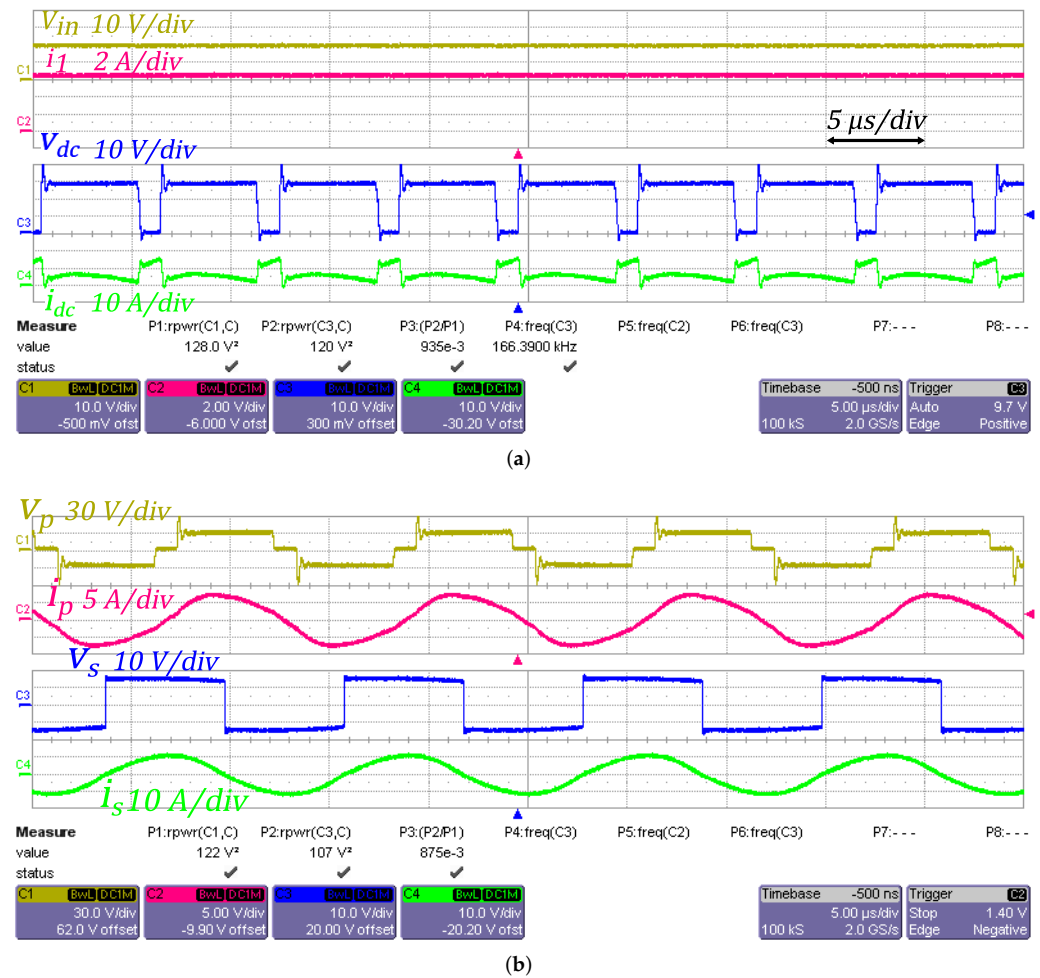 v_in 10 V/div
C1
i_1 2 A/div
5 μs/div
C2
v_dc 10 V/div
C3
C4
i_dc 10 A/div
Measure P1:rpwr(C1,C) P2:rpwr(C3,C) P3:(P2/P1) P4:freq(C3) P5:freq(C2) P6:freq(C3) P7:- - - P8:- - -
value 128.0 V² 120 V² 935e-3 166.3900 kHz
status ✔ ✔ ✔ ✔
C1 BwL DC1M C2 BwL DC1M C3 BwL DC1M C4 BwL DC1M Timebase -500 ns Trigger C3
10.0 V/div 2.00 V/div 10.0 V/div 10.0 V/div 5.00 µs/div Auto 9.7 V
-500 mV ofst -6.000 V ofst 300 mV offset -30.20 V ofst 100 kS 2.0 GS/s Edge Positive
(a)
v_p 30 V/div
C1
i_p 5 A/div
C2
v_s 10 V/div
C3
C4
i_s 10 A/div
Measure P1:rpwr(C1,C) P2:rpwr(C3,C) P3:(P2/P1) P4:freq(C3) P5:freq(C2) P6:freq(C3) P7:- - - P8:- - -
value 122 V² 107 V² 875e-3
status ✔ ✔ ✔
C1 BwL DC1M C2 BwL DC1M C3 BwL DC1M C4 BwL DC1M Timebase -500 ns Trigger C2
30.0 V/div 5.00 V/div 10.0 V/div 10.0 V/div 5.00 µs/div Stop 1.40 V
62.0 V offset -9.90 V ofst 20.00 V offset -20.20 V ofst 100 kS 2.0 GS/s Edge Negative
(b)